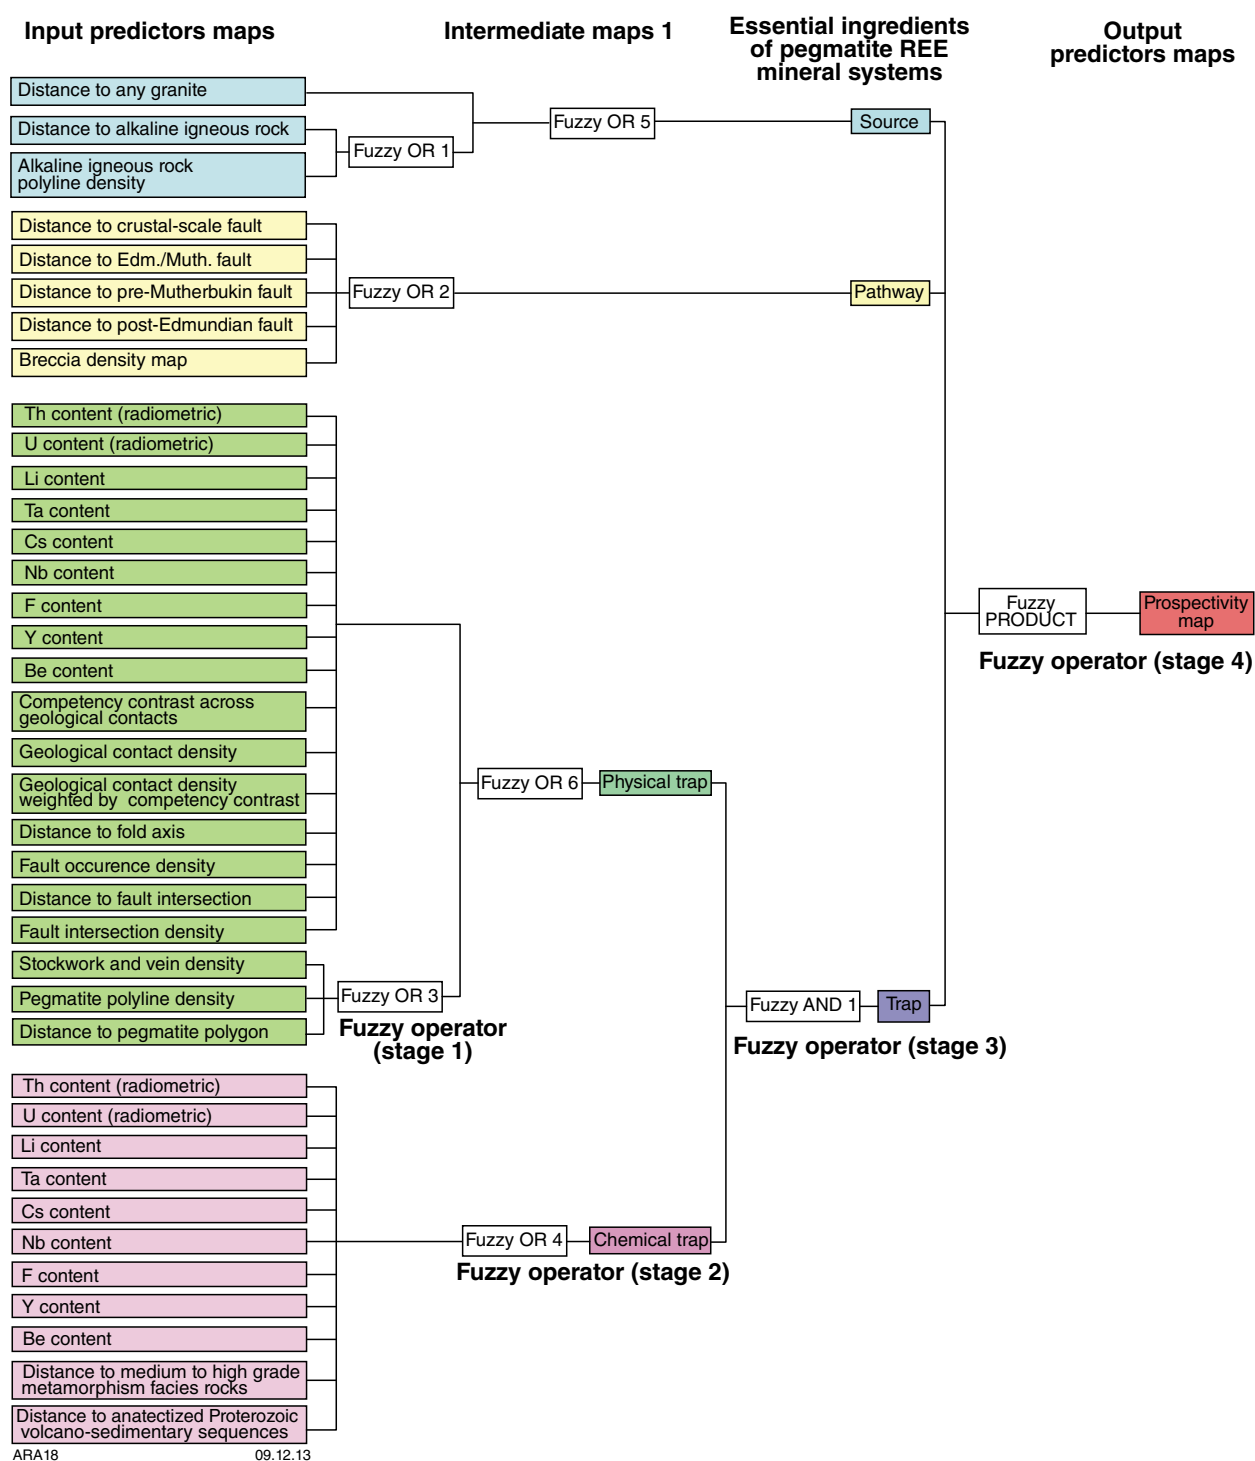 Input predictors maps
Intermediate maps 1
Essential ingredients
of pegmatite REE
mineral systems
Output
predictors maps
Distance to any granite
Distance to alkaline igneous rock
Alkaline igneous rock
polyline density
Fuzzy OR 1
Fuzzy OR 5
Source
Distance to crustal-scale fault
Distance to Edm./Muth. fault
Distance to pre-Mutherbukin fault
Distance to post-Edmundian fault
Breccia density map
Fuzzy OR 2
Pathway
Th content (radiometric)
U content (radiometric)
Li content
Ta content
Cs content
Nb content
F content
Y content
Be content
Competency contrast across
geological contacts
Geological contact density
Geological contact density
weighted by competency contrast
Distance to fold axis
Fault occurence density
Distance to fault intersection
Fault intersection density
Stockwork and vein density
Pegmatite polyline density
Distance to pegmatite polygon
Fuzzy OR 3
Fuzzy operator
(stage 1)
Fuzzy OR 6
Physical trap
Th content (radiometric)
U content (radiometric)
Li content
Ta content
Cs content
Nb content
F content
Y content
Be content
Distance to medium to high grade
metamorphism facies rocks
Distance to anatectized Proterozoic
volcano-sedimentary sequences
Fuzzy OR 4
Chemical trap
Fuzzy operator (stage 2)
Fuzzy AND 1
Trap
Fuzzy operator (stage 3)
Fuzzy
PRODUCT
Prospectivity
map
Fuzzy operator (stage 4)
ARA18
09.12.13